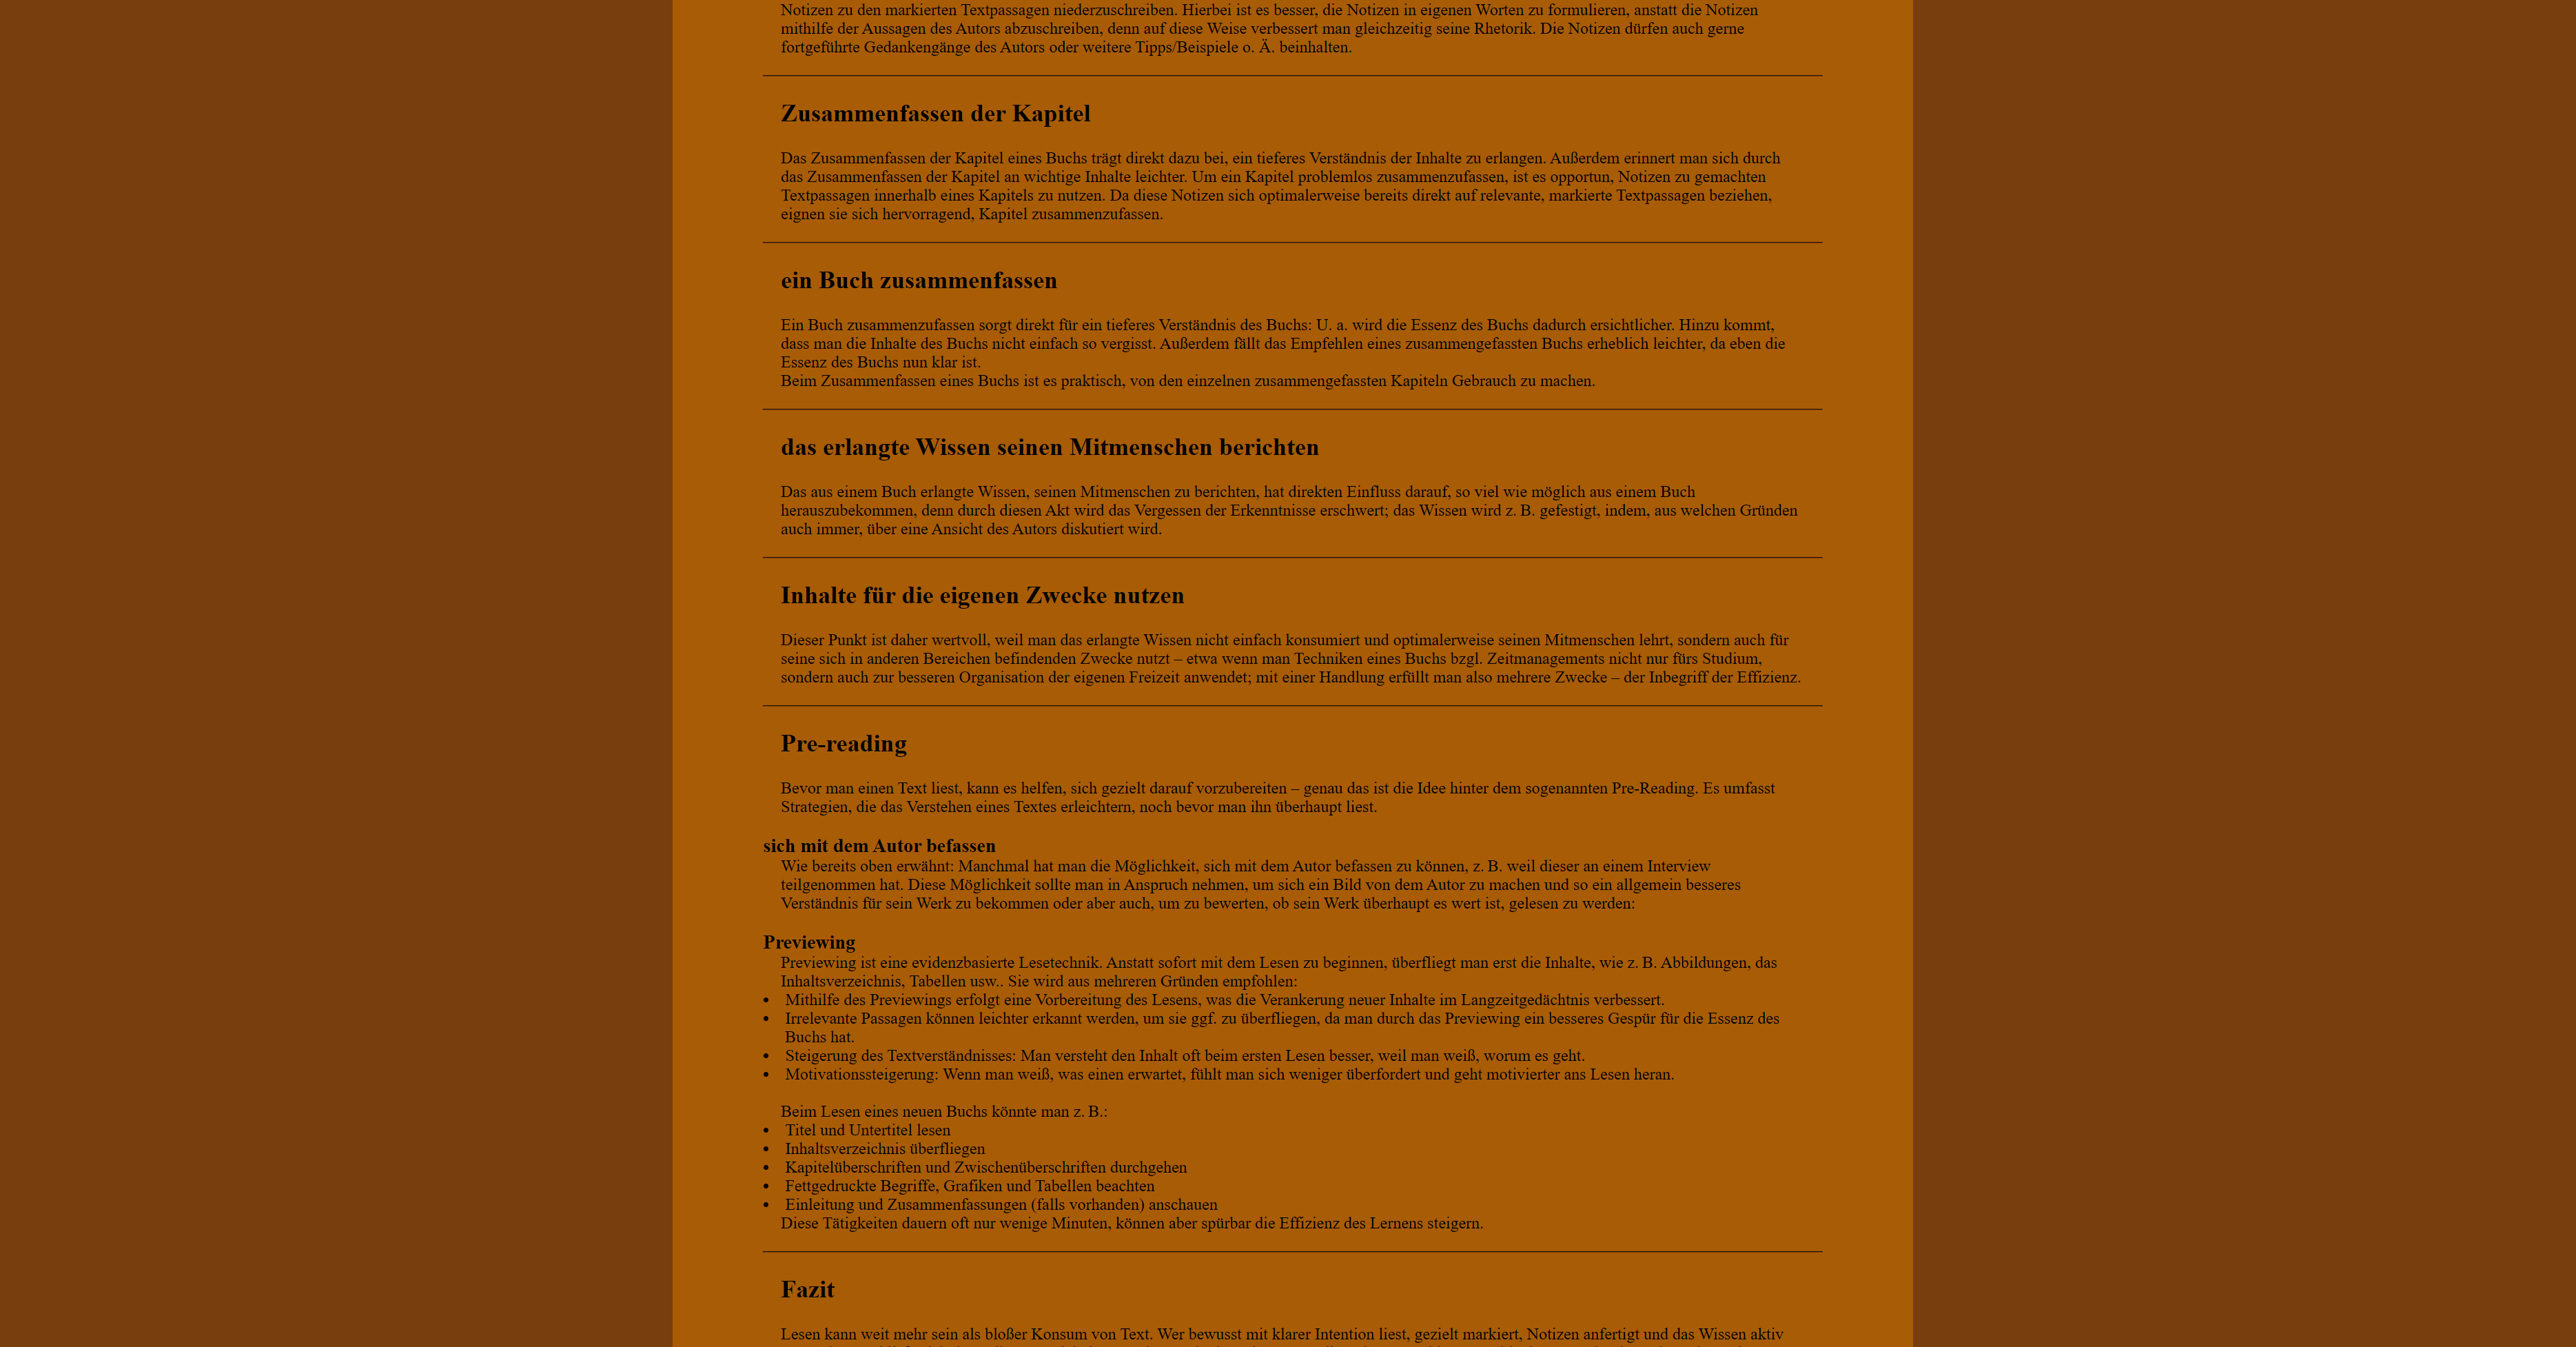 Notizen zu den markierten Textpassagen niederzuschreiben. Hierbei ist es besser, die Notizen in eigenen Worten zu formulieren, anstatt die Notizen
mithilfe der Aussagen des Autors abzuschreiben, denn auf diese Weise verbessert man gleichzeitig seine Rhetorik. Die Notizen dürfen auch gerne
fortgeführte Gedankengänge des Autors oder weitere Tipps/Beispiele o. Ä. beinhalten.
Zusammenfassen der Kapitel
Das Zusammenfassen der Kapitel eines Buchs trägt direkt dazu bei, ein tieferes Verständnis der Inhalte zu erlangen. Außerdem erinnert man sich durch
das Zusammenfassen der Kapitel an wichtige Inhalte leichter. Um ein Kapitel problemlos zusammenzufassen, ist es opportun, Notizen zu gemachten
Textpassagen innerhalb eines Kapitels zu nutzen. Da diese Notizen sich optimalerweise bereits direkt auf relevante, markierte Textpassagen beziehen,
eignen sie sich hervorragend, Kapitel zusammenzufassen.
ein Buch zusammenfassen
Ein Buch zusammenzufassen sorgt direkt für ein tieferes Verständnis des Buchs: U. a. wird die Essenz des Buchs dadurch ersichtlicher. Hinzu kommt,
dass man die Inhalte des Buchs nicht einfach so vergisst. Außerdem fällt das Empfehlen eines zusammengefassten Buchs erheblich leichter, da eben die
Essenz des Buchs nun klar ist.
Beim Zusammenfassen eines Buchs ist es praktisch, von den einzelnen zusammengefassten Kapiteln Gebrauch zu machen.
das erlangte Wissen seinen Mitmenschen berichten
Das aus einem Buch erlangte Wissen, seinen Mitmenschen zu berichten, hat direkten Einfluss darauf, so viel wie möglich aus einem Buch
herauszubekommen, denn durch diesen Akt wird das Vergessen der Erkenntnisse erschwert; das Wissen wird z. B. gefestigt, indem, aus welchen Gründen
auch immer, über eine Ansicht des Autors diskutiert wird.
Inhalte für die eigenen Zwecke nutzen
Dieser Punkt ist daher wertvoll, weil man das erlangte Wissen nicht einfach konsumiert und optimalerweise seinen Mitmenschen lehrt, sondern auch für
seine sich in anderen Bereichen befindenden Zwecke nutzt – etwa wenn man Techniken eines Buchs bzgl. Zeitmanagements nicht nur fürs Studium,
sondern auch zur besseren Organisation der eigenen Freizeit anwendet; mit einer Handlung erfüllt man also mehrere Zwecke – der Inbegriff der Effizienz.
Pre-reading
Bevor man einen Text liest, kann es helfen, sich gezielt darauf vorzubereiten – genau das ist die Idee hinter dem sogenannten Pre-Reading. Es umfasst
Strategien, die das Verstehen eines Textes erleichtern, noch bevor man ihn überhaupt liest.
sich mit dem Autor befassen
Wie bereits oben erwähnt: Manchmal hat man die Möglichkeit, sich mit dem Autor befassen zu können, z. B. weil dieser an einem Interview
teilgenommen hat. Diese Möglichkeit sollte man in Anspruch nehmen, um sich ein Bild von dem Autor zu machen und so ein allgemein besseres
Verständnis für sein Werk zu bekommen oder aber auch, um zu bewerten, ob sein Werk überhaupt es wert ist, gelesen zu werden:
Previewing
Previewing ist eine evidenzbasierte Lesetechnik. Anstatt sofort mit dem Lesen zu beginnen, überfliegt man erst die Inhalte, wie z. B. Abbildungen, das
Inhaltsverzeichnis, Tabellen usw.. Sie wird aus mehreren Gründen empfohlen:
• Mithilfe des Previewings erfolgt eine Vorbereitung des Lesens, was die Verankerung neuer Inhalte im Langzeitgedächtnis verbessert.
• Irrelevante Passagen können leichter erkannt werden, um sie ggf. zu überfliegen, da man durch das Previewing ein besseres Gespür für die Essenz des
Buchs hat.
• Steigerung des Textverständnisses: Man versteht den Inhalt oft beim ersten Lesen besser, weil man weiß, worum es geht.
• Motivationssteigerung: Wenn man weiß, was einen erwartet, fühlt man sich weniger überfordert und geht motivierter ans Lesen heran.
Beim Lesen eines neuen Buchs könnte man z. B.:
• Titel und Untertitel lesen
• Inhaltsverzeichnis überfliegen
• Kapitelüberschriften und Zwischenüberschriften durchgehen
• Fettgedruckte Begriffe, Grafiken und Tabellen beachten
• Einleitung und Zusammenfassungen (falls vorhanden) anschauen
Diese Tätigkeiten dauern oft nur wenige Minuten, können aber spürbar die Effizienz des Lernens steigern.
Fazit
Lesen kann weit mehr sein als bloßer Konsum von Text. Wer bewusst mit klarer Intention liest, gezielt markiert, Notizen anfertigt und das Wissen aktiv